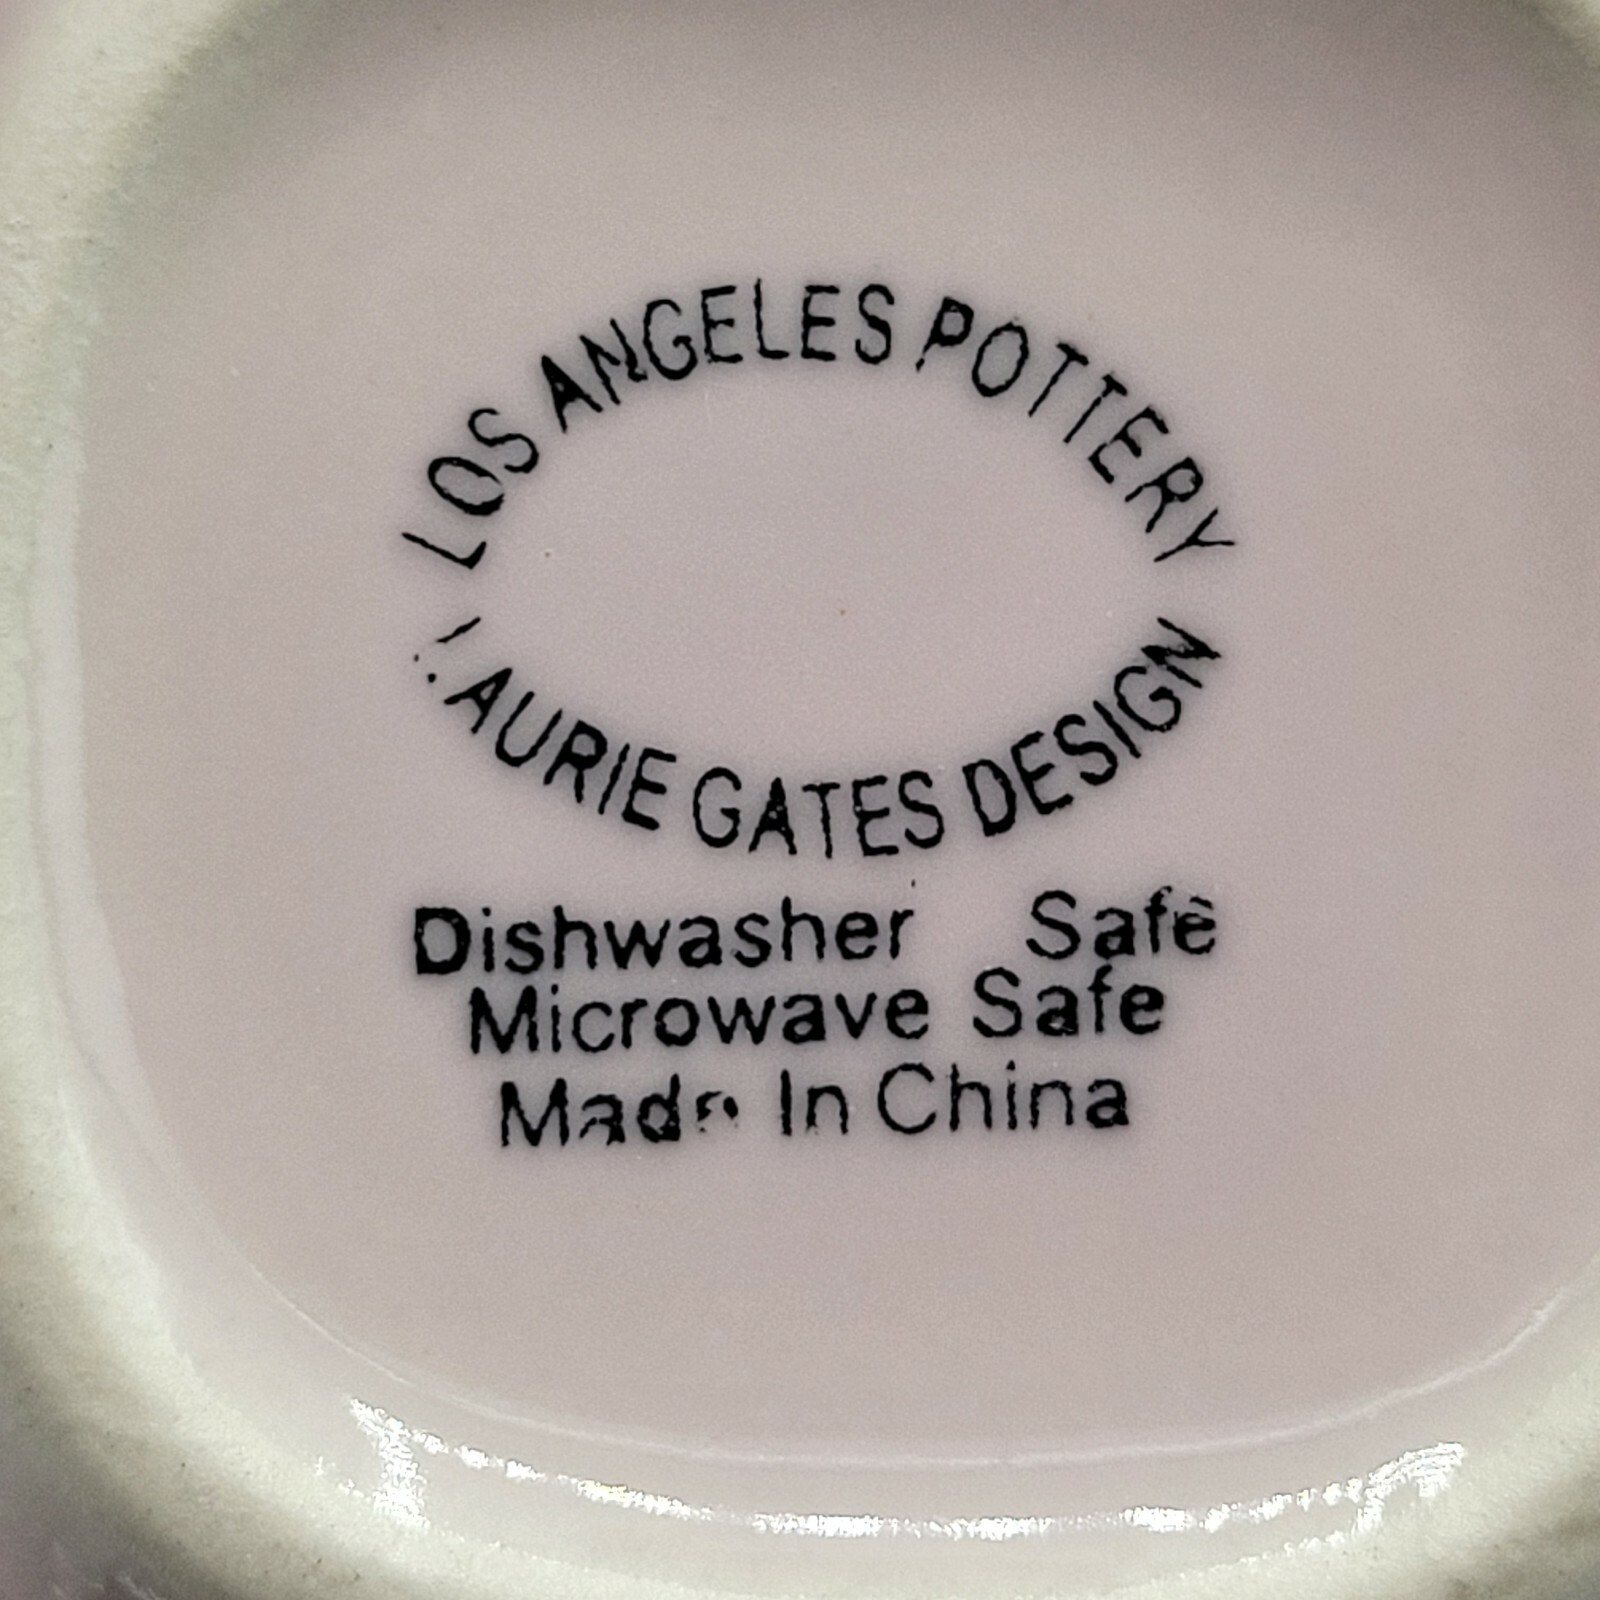 LOS ANGELES POTTERY
LAURIE GATES DESIGN
Dishwasher Safe
Microwave Safe
Made In China